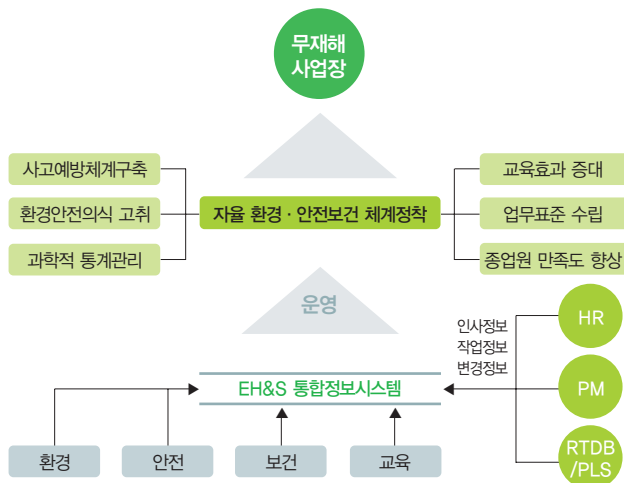 무재해
사업장
사고예방체계구축
환경안전의식 고취
과학적 통계관리
자율 환경 · 안전보건 체계정착
교육효과 증대
업무표준 수립
종업원 만족도 향상
운영
인사정보
작업정보
변경정보
HR
PM
RTDB
/PLS
EH&S 통합정보시스템
환경
안전
보건
교육